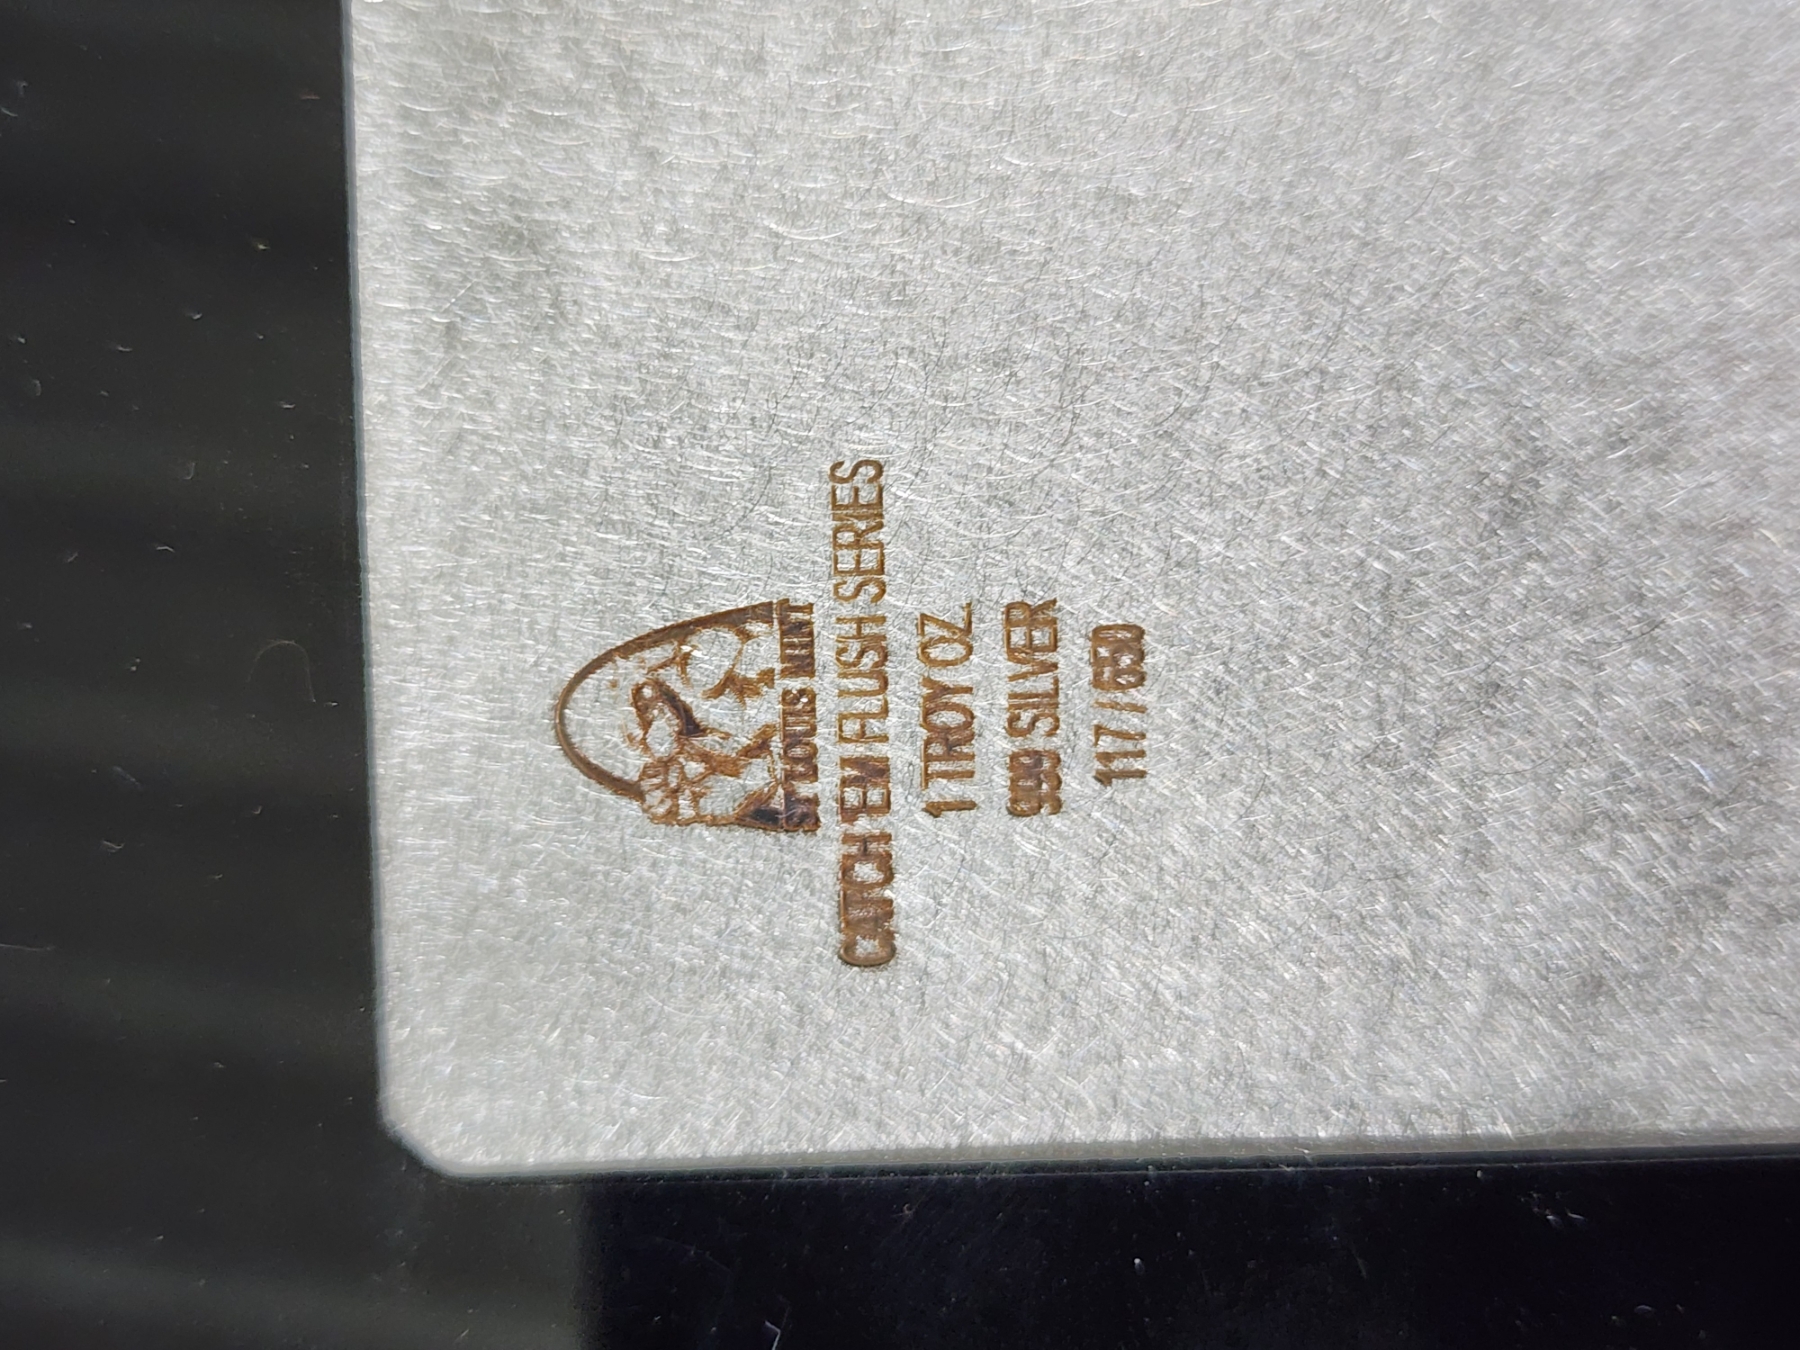 ST LOUIS MINT
CATCH 'EM FLUSH SERIES
1 TROY OZ
999 SILVER
117 / 650